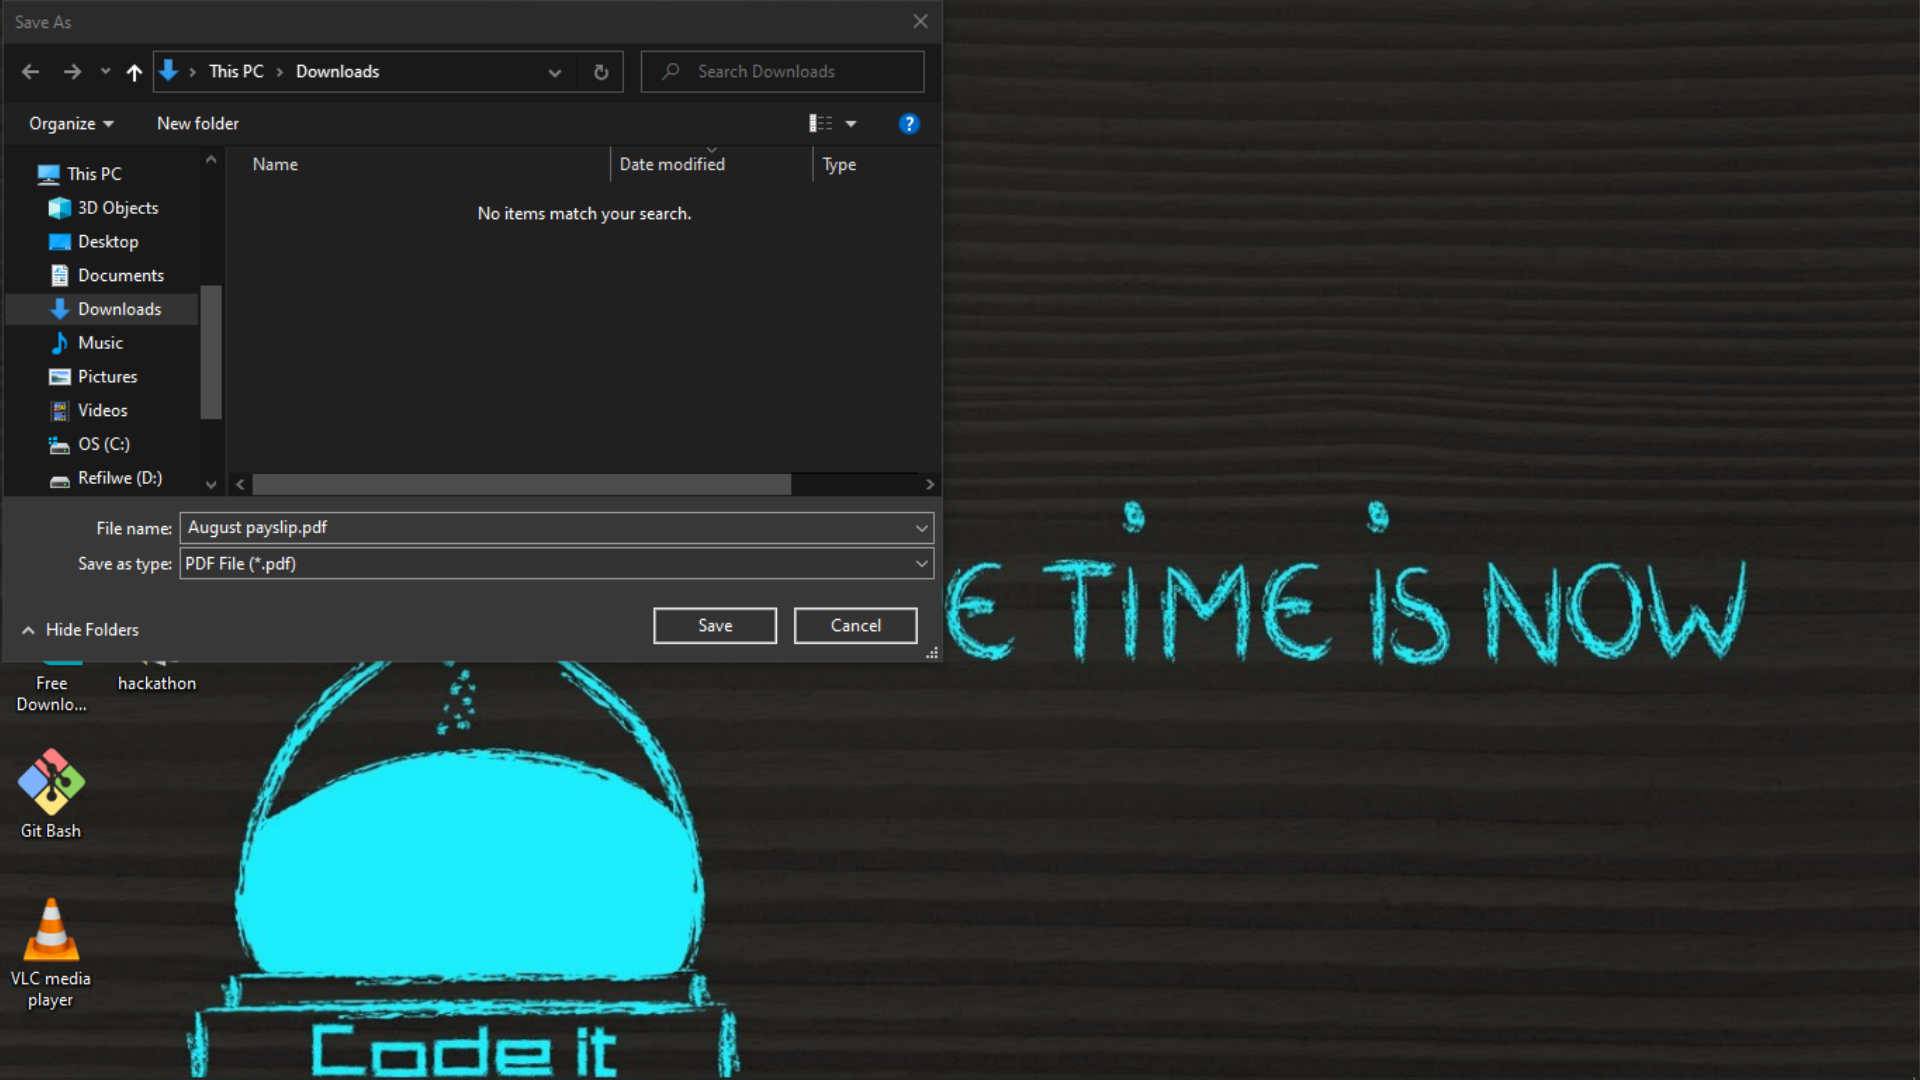 Save As
This PC
Downloads
Search Downloads
Organize
New folder
?
Name
Date modified
Type
No items match your search.
This PC
3D Objects
Desktop
Documents
Downloads
Music
Pictures
Videos
OS (C:)
Refilwe (D:)
File name: August payslip.pdf
Save as type: PDF File (*.pdf)
Hide Folders
Save
Cancel
E TIME IS NOW
Free Downlo...
hackathon
Git Bash
VLC media player
Code it